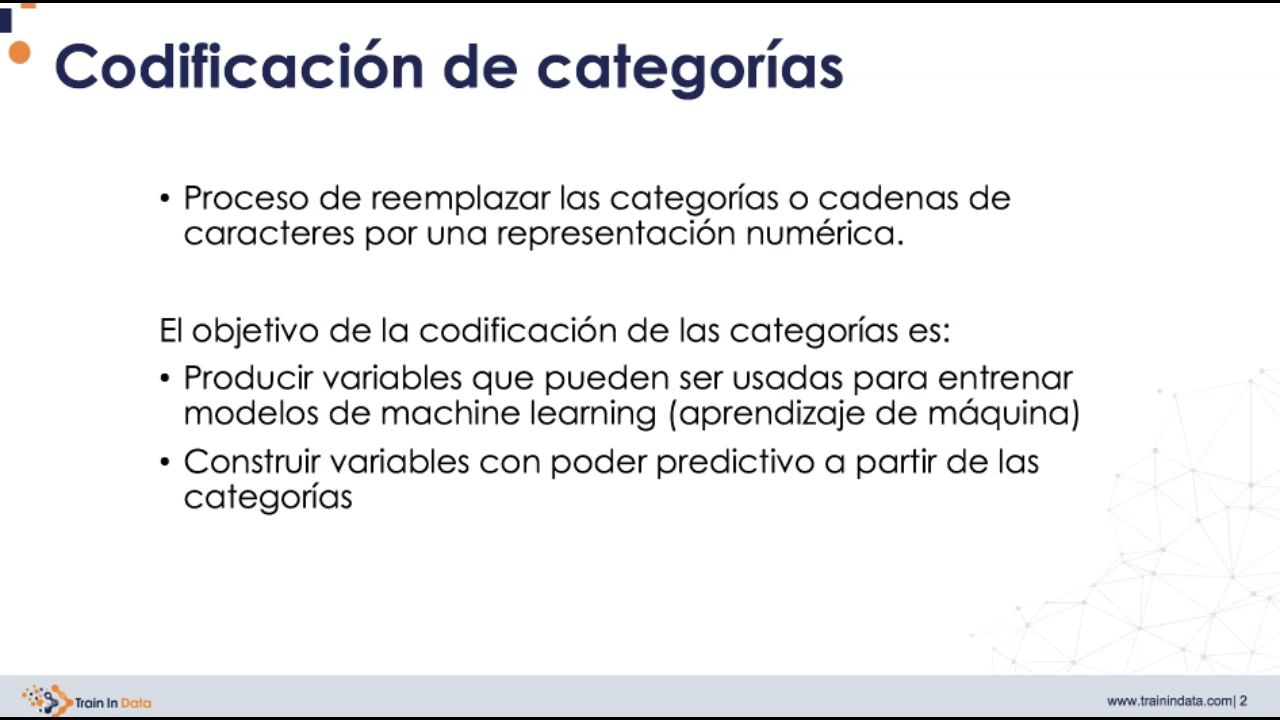 Codificación de categorías
• Proceso de reemplazar las categorías o cadenas de
caracteres por una representación numérica.
El objetivo de la codificación de las categorías es:
• Producir variables que pueden ser usadas para entrenar
modelos de machine learning (aprendizaje de máquina)
• Construir variables con poder predictivo a partir de las
categorías
Train In Data
www.trainindata.com| 2